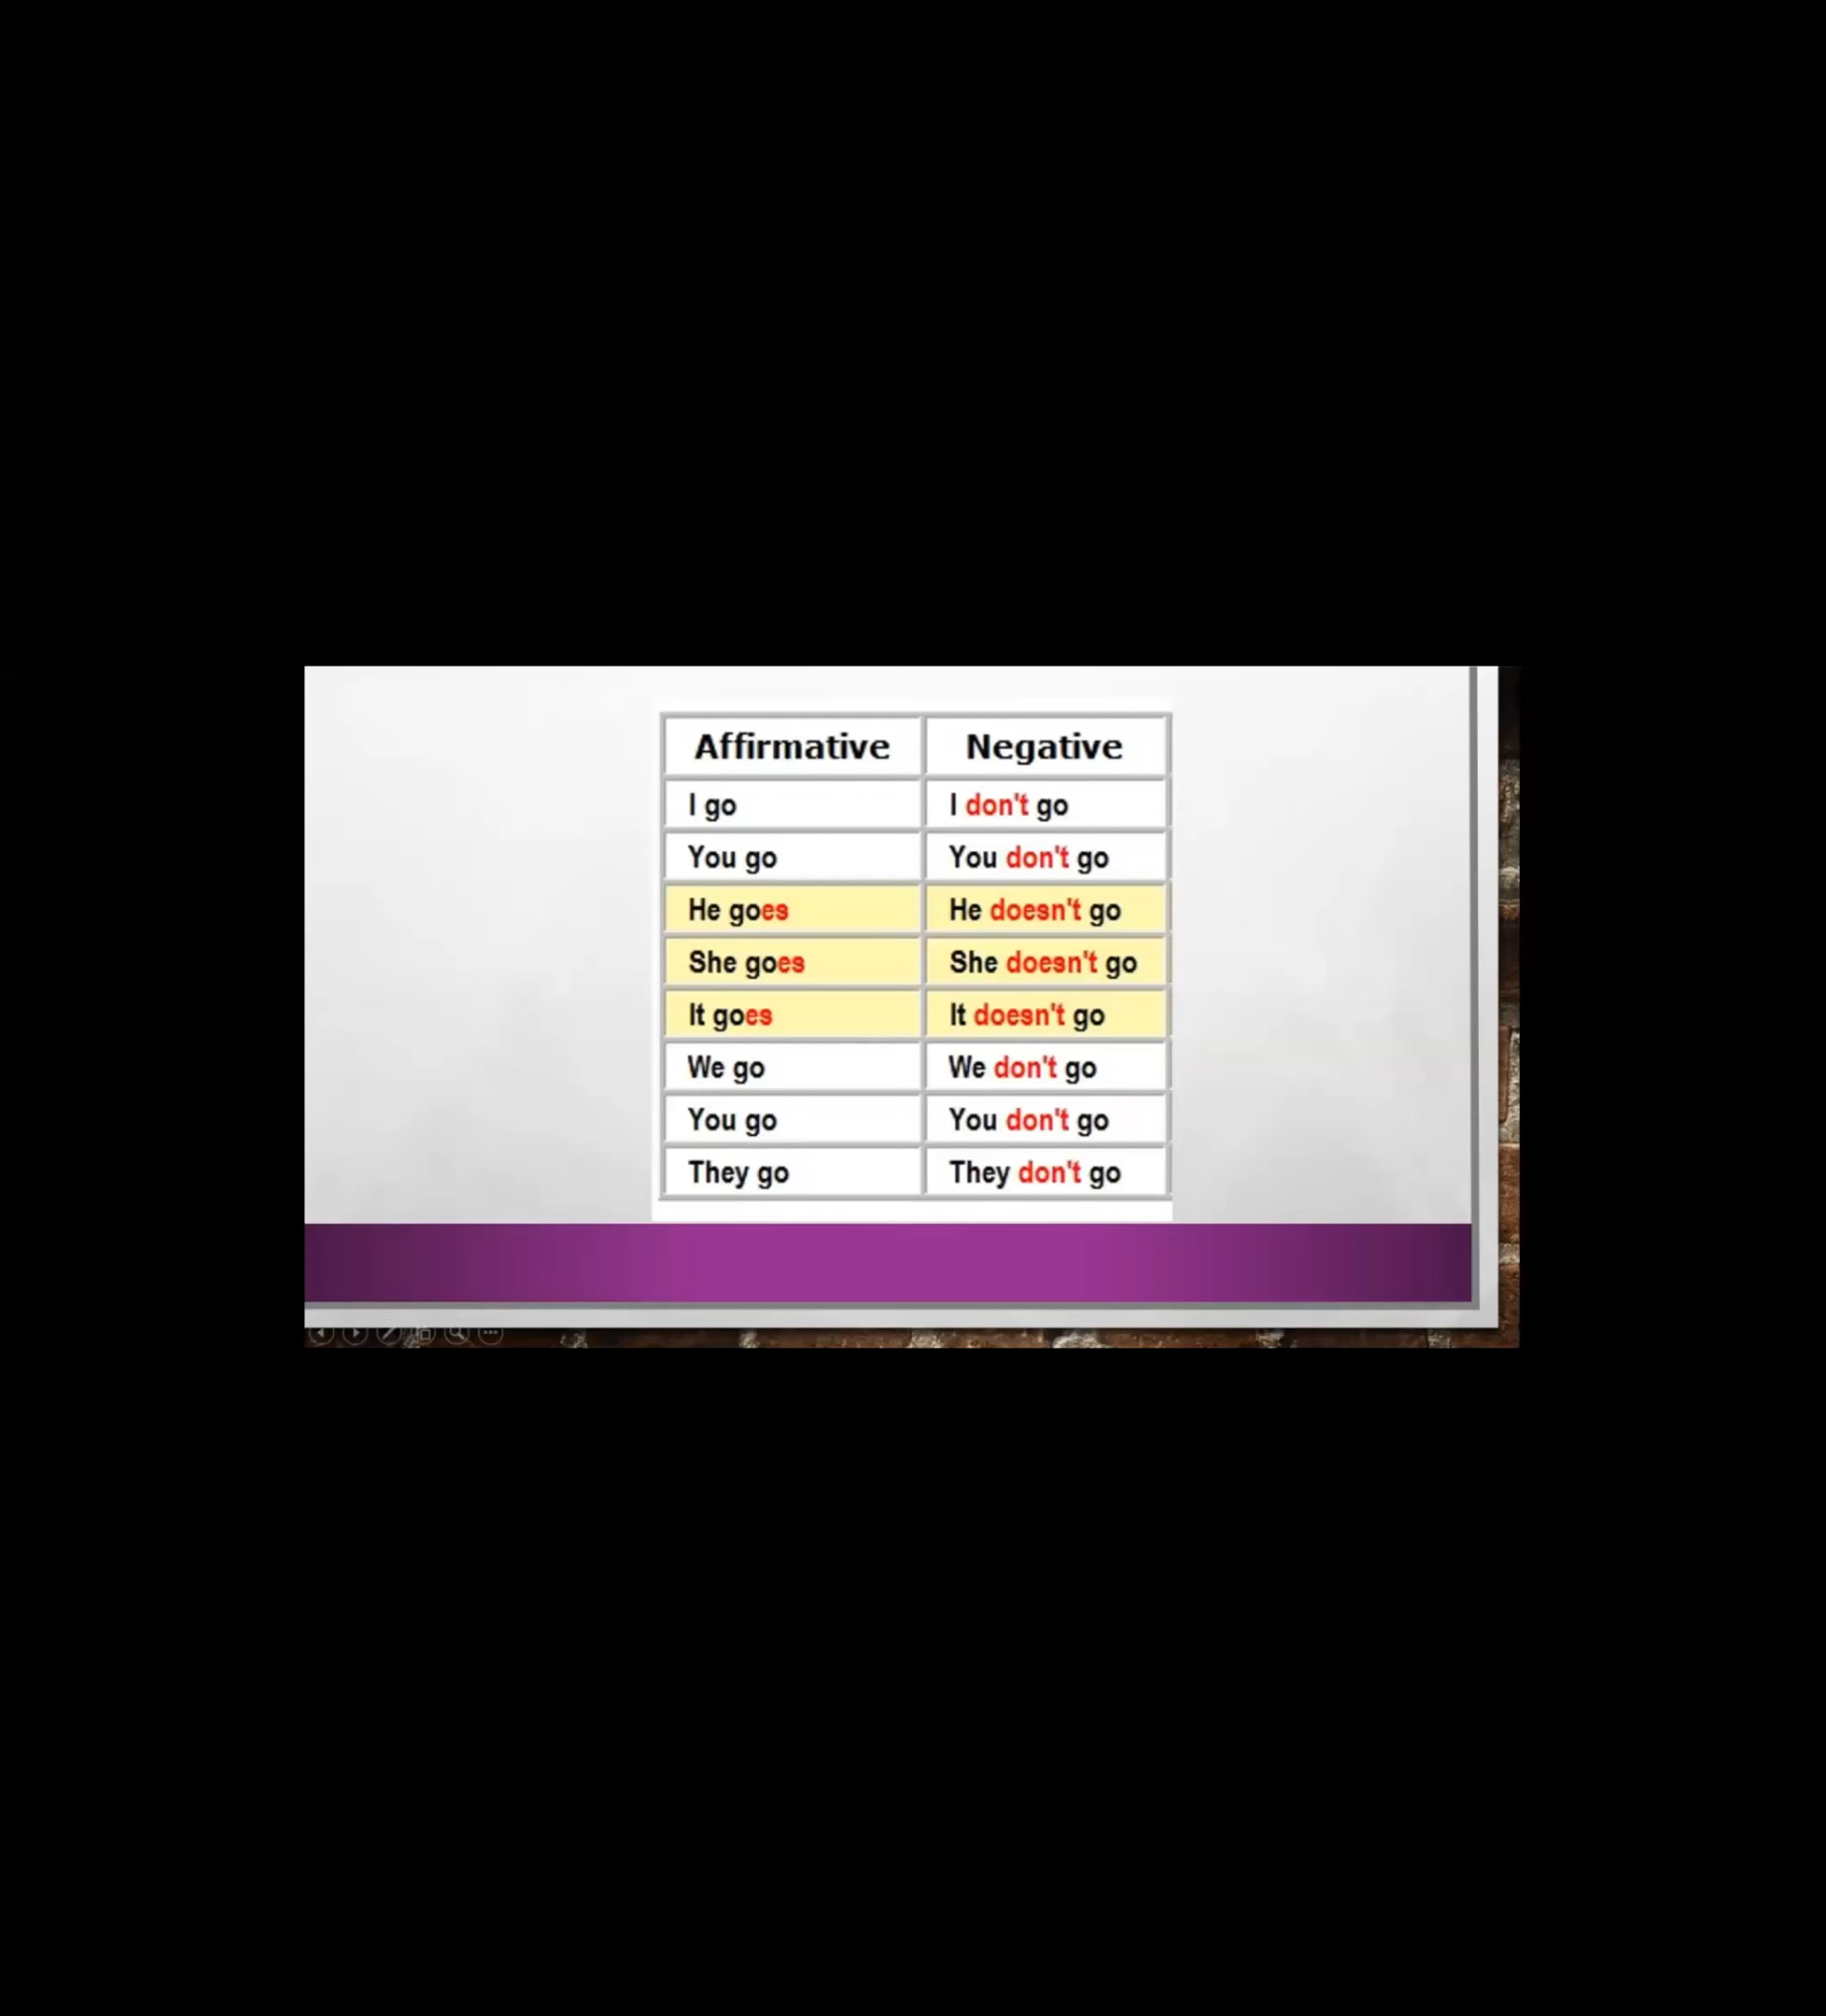 Affirmative Negative
I go I don't go
You go You don't go
He goes He doesn't go
She goes She doesn't go
It goes It doesn't go
We go We don't go
You go You don't go
They go They don't go